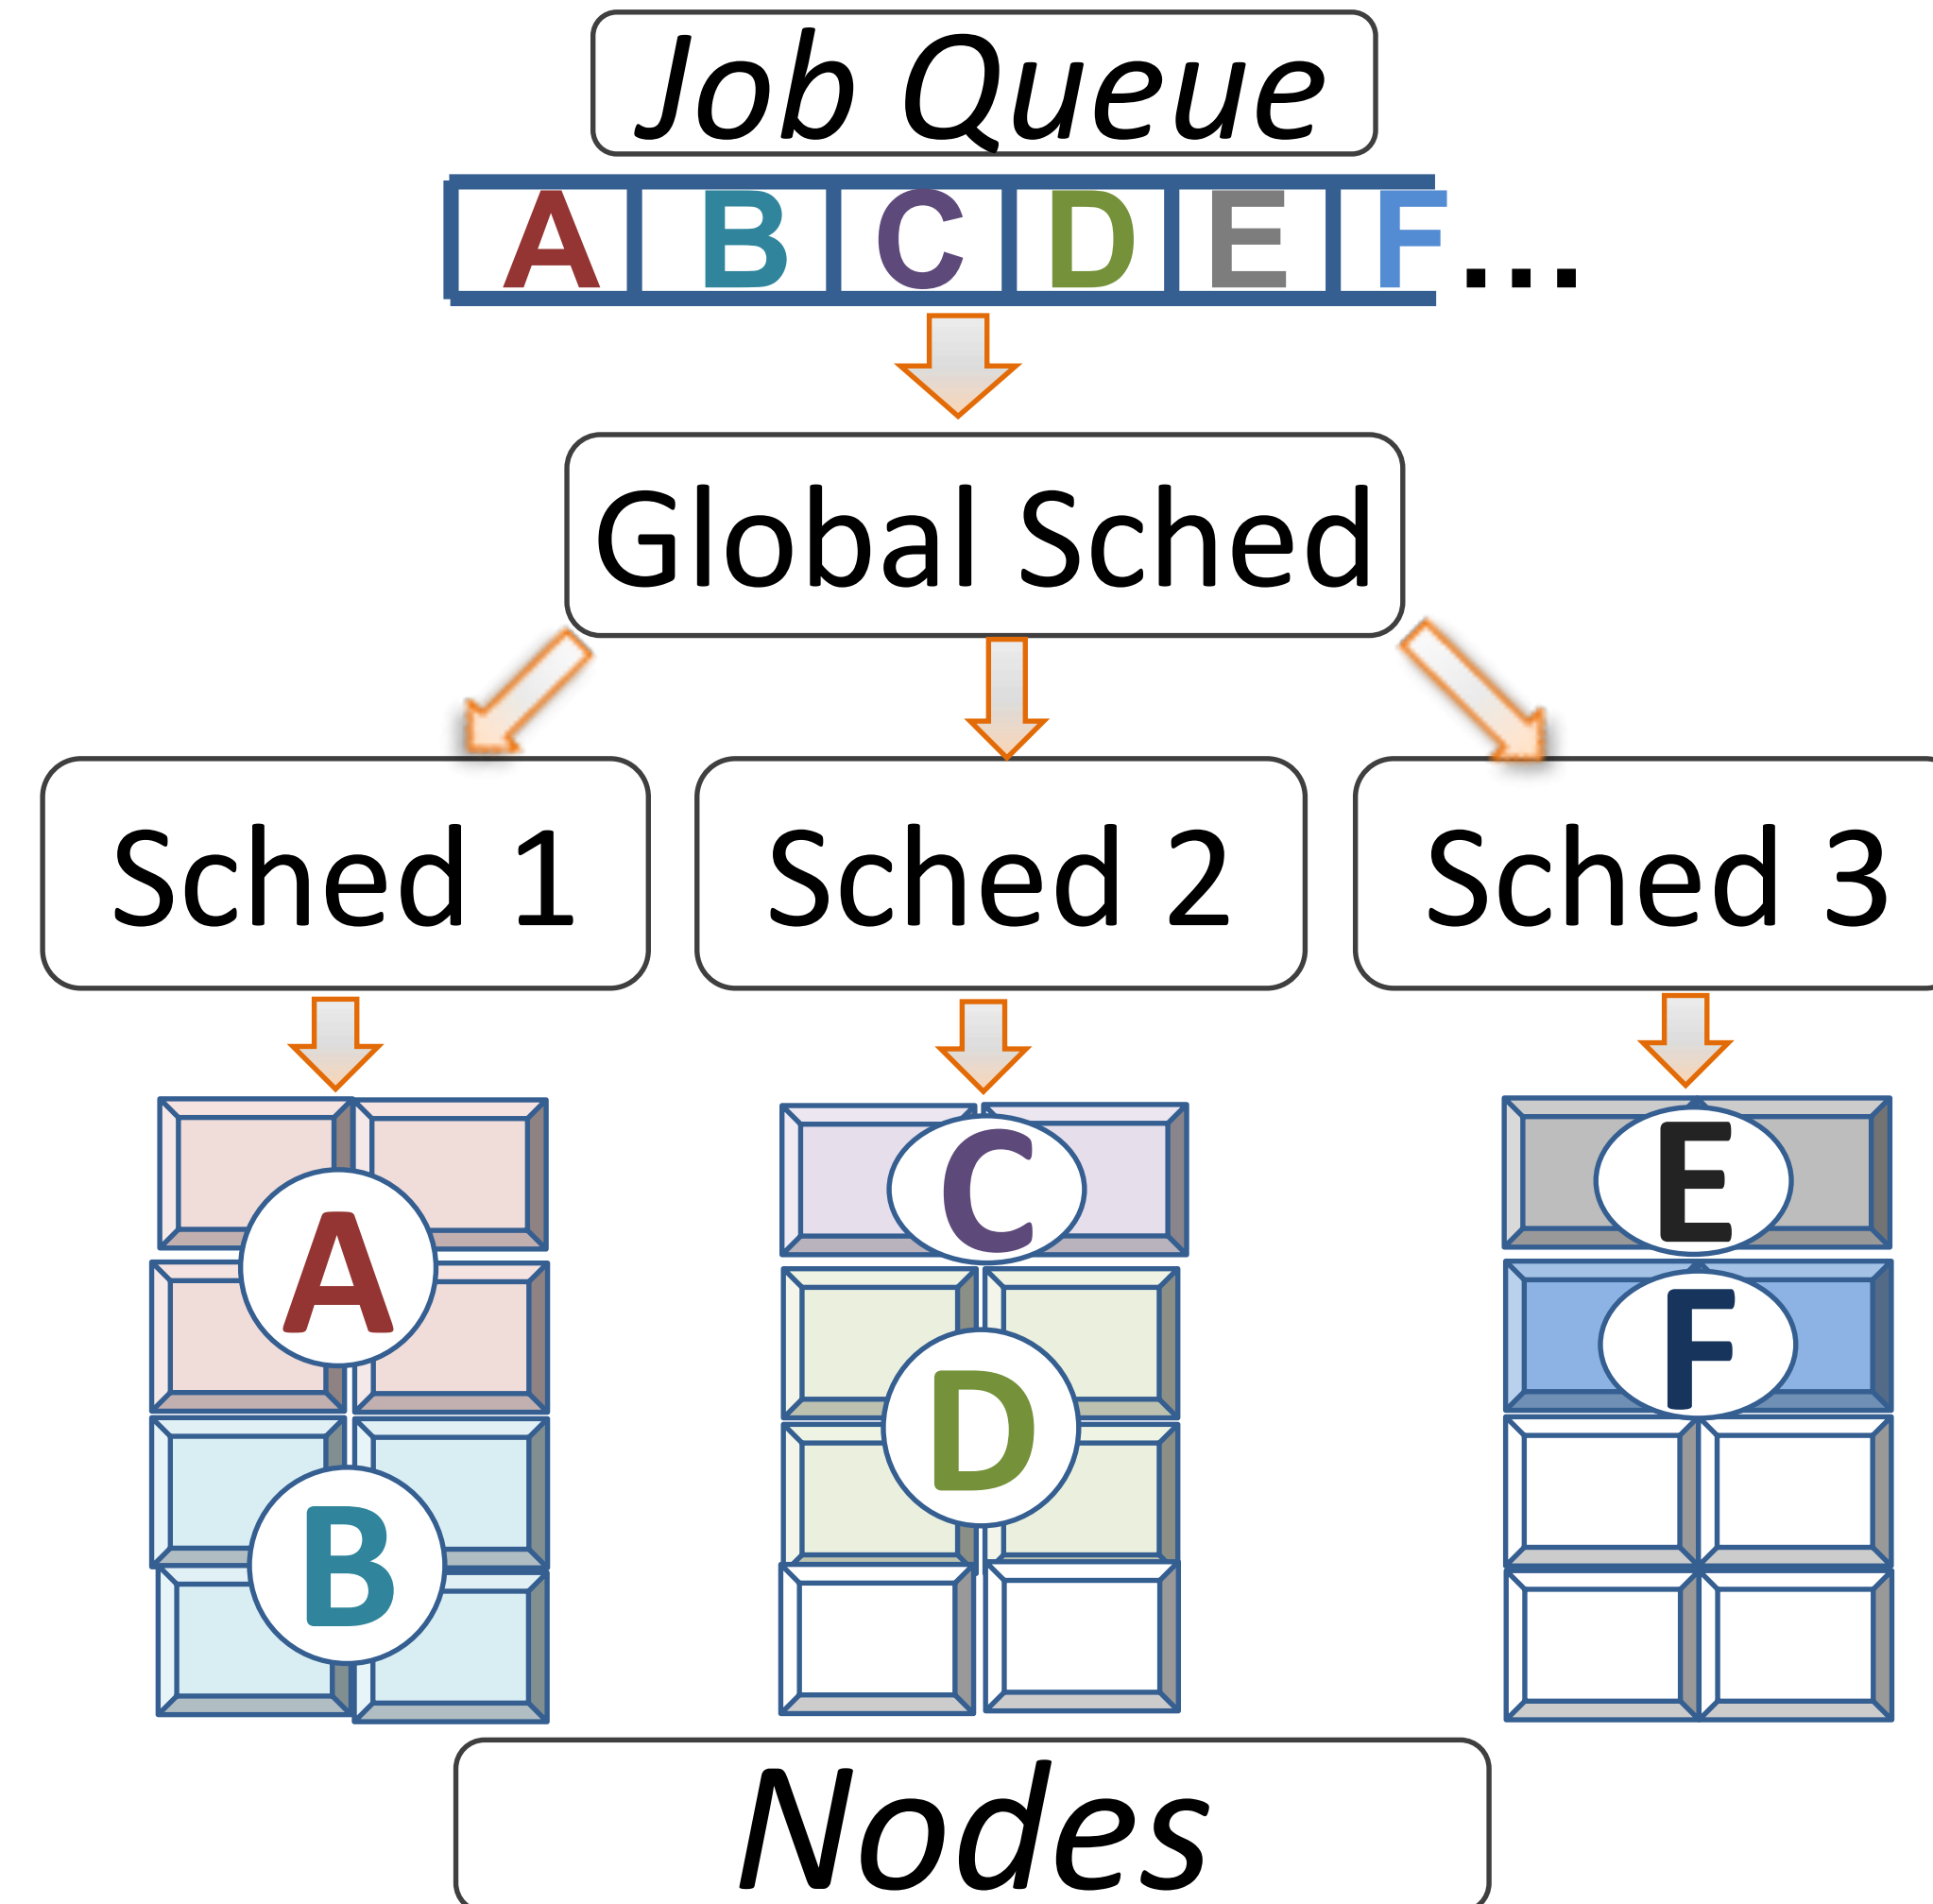 Job Queue
A B C D E F ...
Global Sched
Sched 1 Sched 2 Sched 3
A
B
C
D
E
F
Nodes